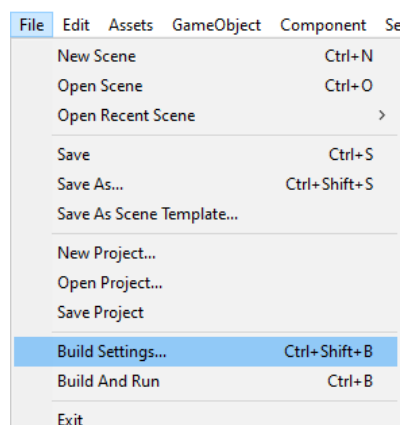 File Edit Assets GameObject Component Se
New Scene Ctrl+N
Open Scene Ctrl+O
Open Recent Scene >
Save Ctrl+S
Save As... Ctrl+Shift+S
Save As Scene Template...
New Project...
Open Project...
Save Project
Build Settings... Ctrl+Shift+B
Build And Run Ctrl+B
Exit